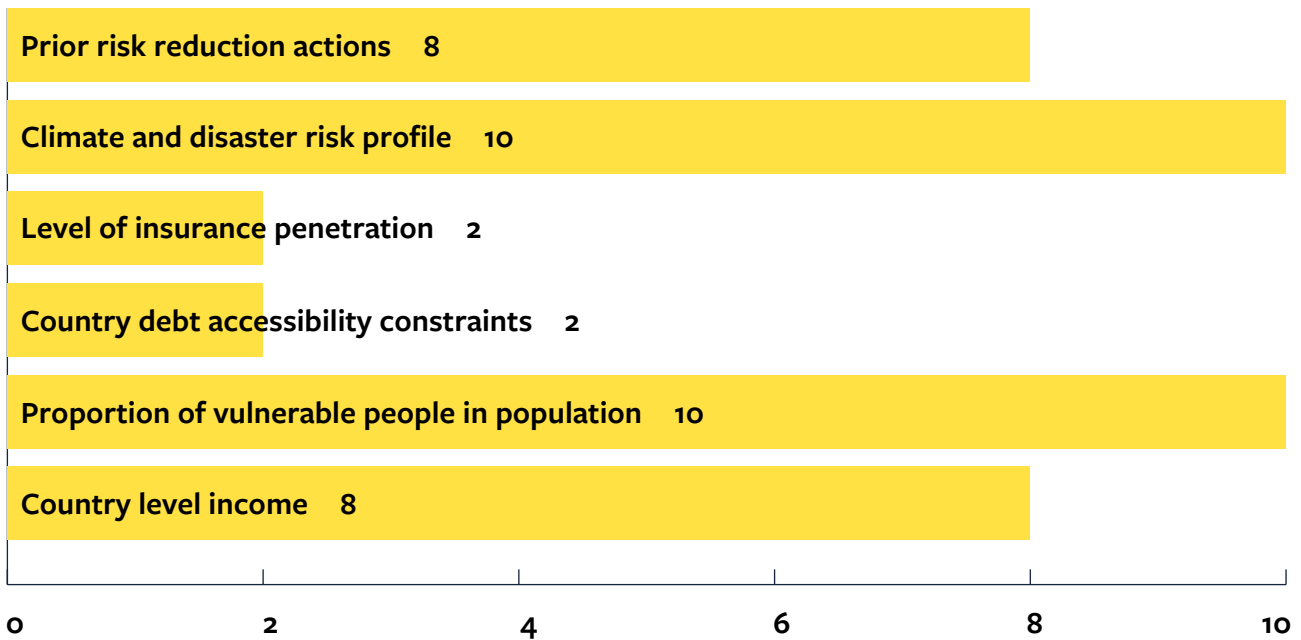 Prior risk reduction actions 8
Climate and disaster risk profile 10
Level of insurance penetration 2
Country debt accessibility constraints 2
Proportion of vulnerable people in population 10
Country level income 8
0 2 4 6 8 10